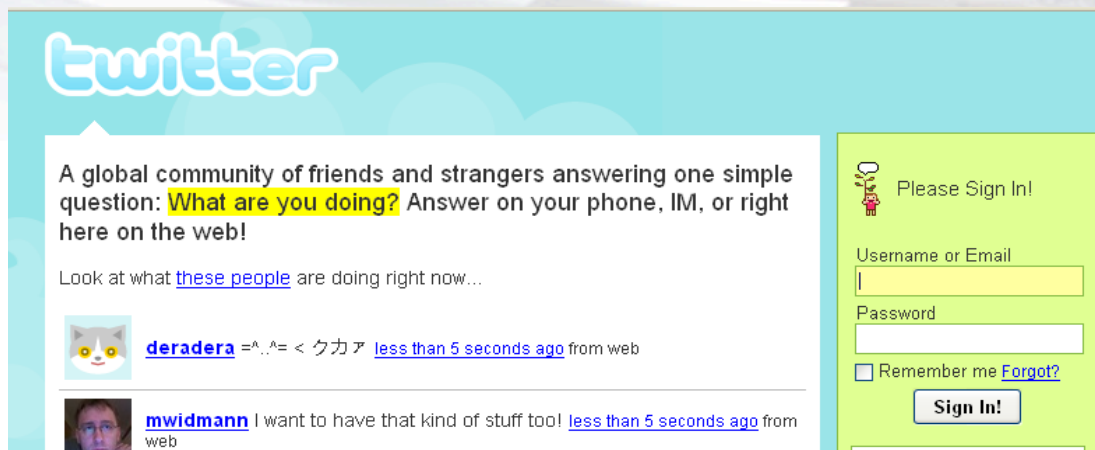 twitter
A global community of friends and strangers answering one simple
question: What are you doing? Answer on your phone, IM, or right
here on the web!
Look at what these people are doing right now...
deradera =^..^= < クカァ less than 5 seconds ago from web
mwidmann I want to have that kind of stuff too! less than 5 seconds ago from
web
Please Sign In!
Username or Email
Password
Remember me Forgot?
Sign In!